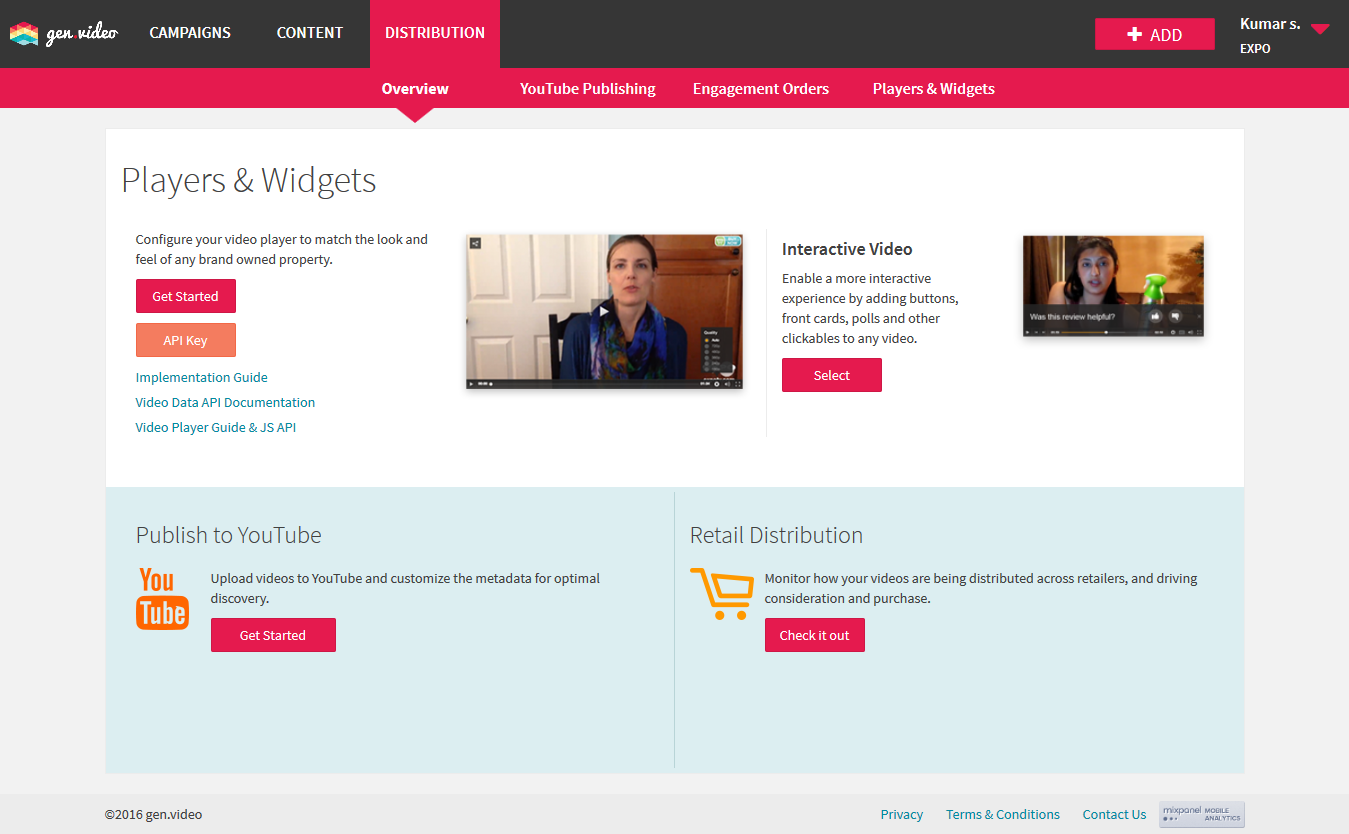 gen.video
CAMPAIGNS
CONTENT
DISTRIBUTION
ADD
Kumar s.
EXPO
Overview
YouTube Publishing
Engagement Orders
Players & Widgets
Players & Widgets
Configure your video player to match the look and
feel of any brand owned property.
Get Started
API Key
Implementation Guide
Video Data API Documentation
Video Player Guide & JS API
Quality
Auto
Interactive Video
Enable a more interactive
experience by adding buttons,
front cards, polls and other
clickables to any video.
Select
Was this review helpful?
Publish to YouTube
You
Tube
Upload videos to YouTube and customize the metadata for optimal
discovery.
Get Started
Retail Distribution
Monitor how your videos are being distributed across retailers, and driving
consideration and purchase.
Check it out
©2016 gen.video
Privacy
Terms & Conditions
Contact Us
mixpanel MOBILE
ANALYTICS